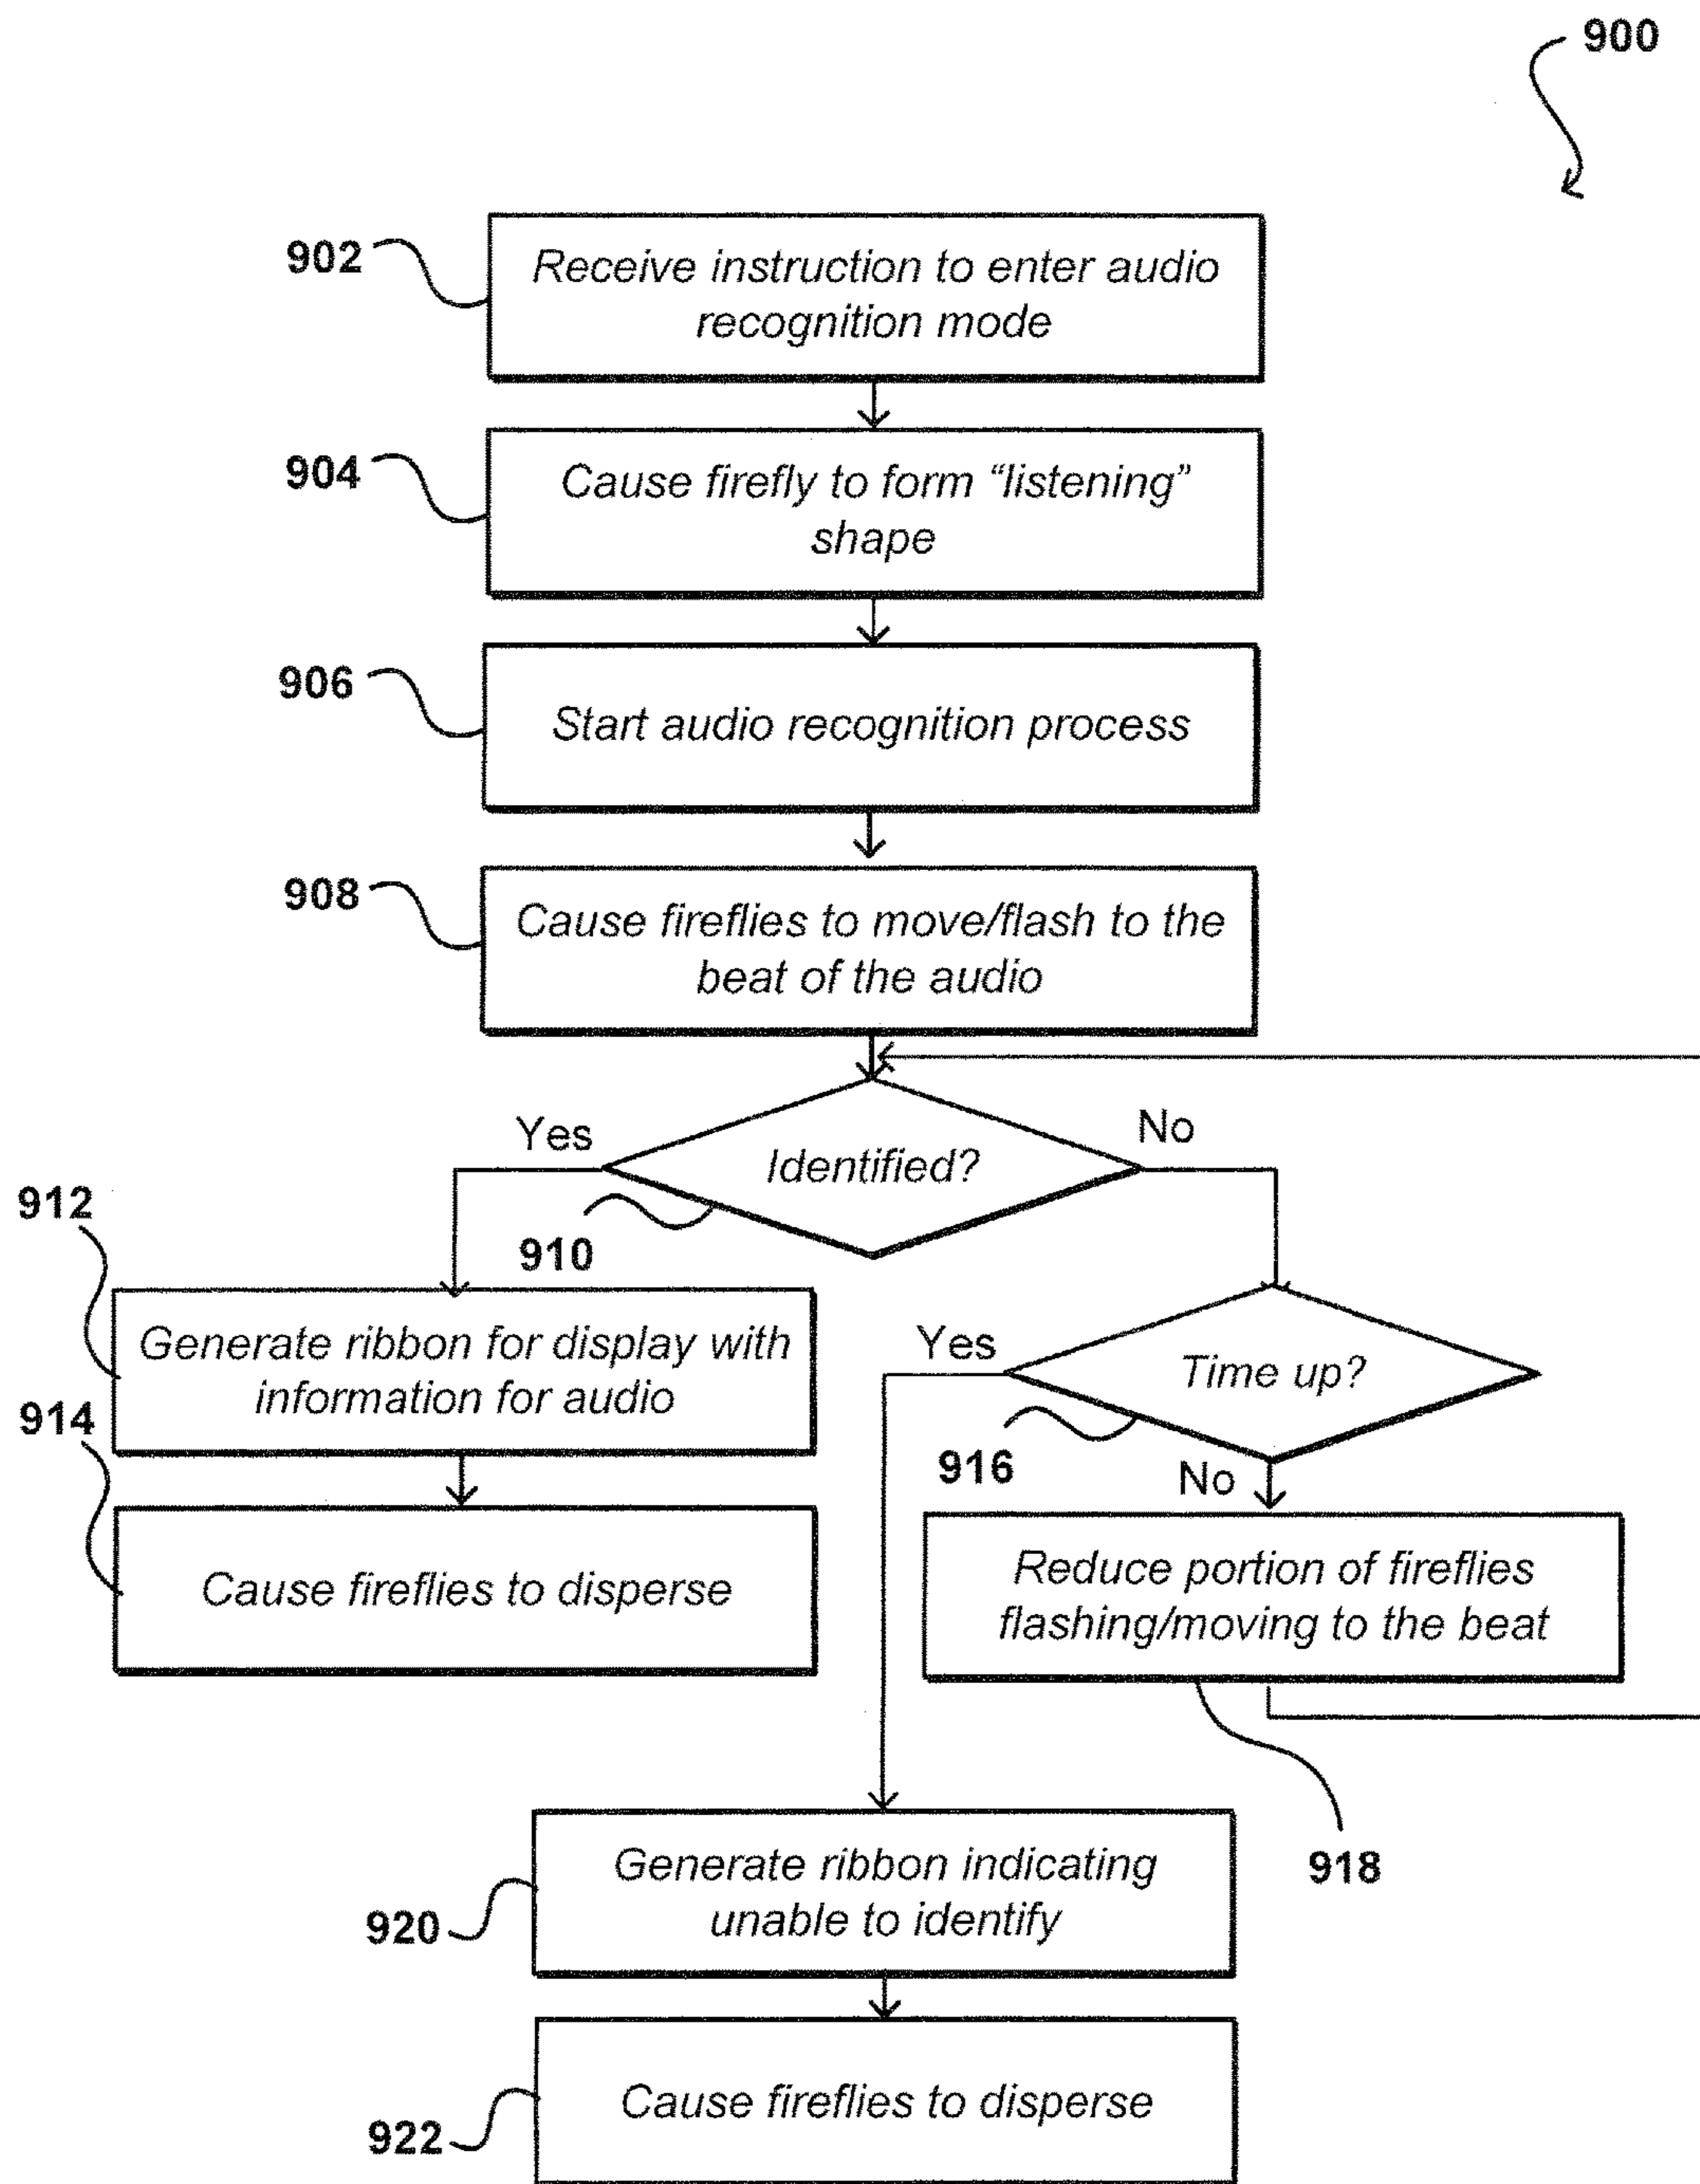 900
902
Receive instruction to enter audio
recognition mode
904
Cause firefly to form “listening”
shape
906
Start audio recognition process
908
Cause fireflies to move/flash to the
beat of the audio
Yes
No
Identified?
910
912
Generate ribbon for display with
information for audio
Yes
Time up?
916
No
914
Cause fireflies to disperse
Reduce portion of fireflies
flashing/moving to the beat
918
Generate ribbon indicating
unable to identify
920
Cause fireflies to disperse
922